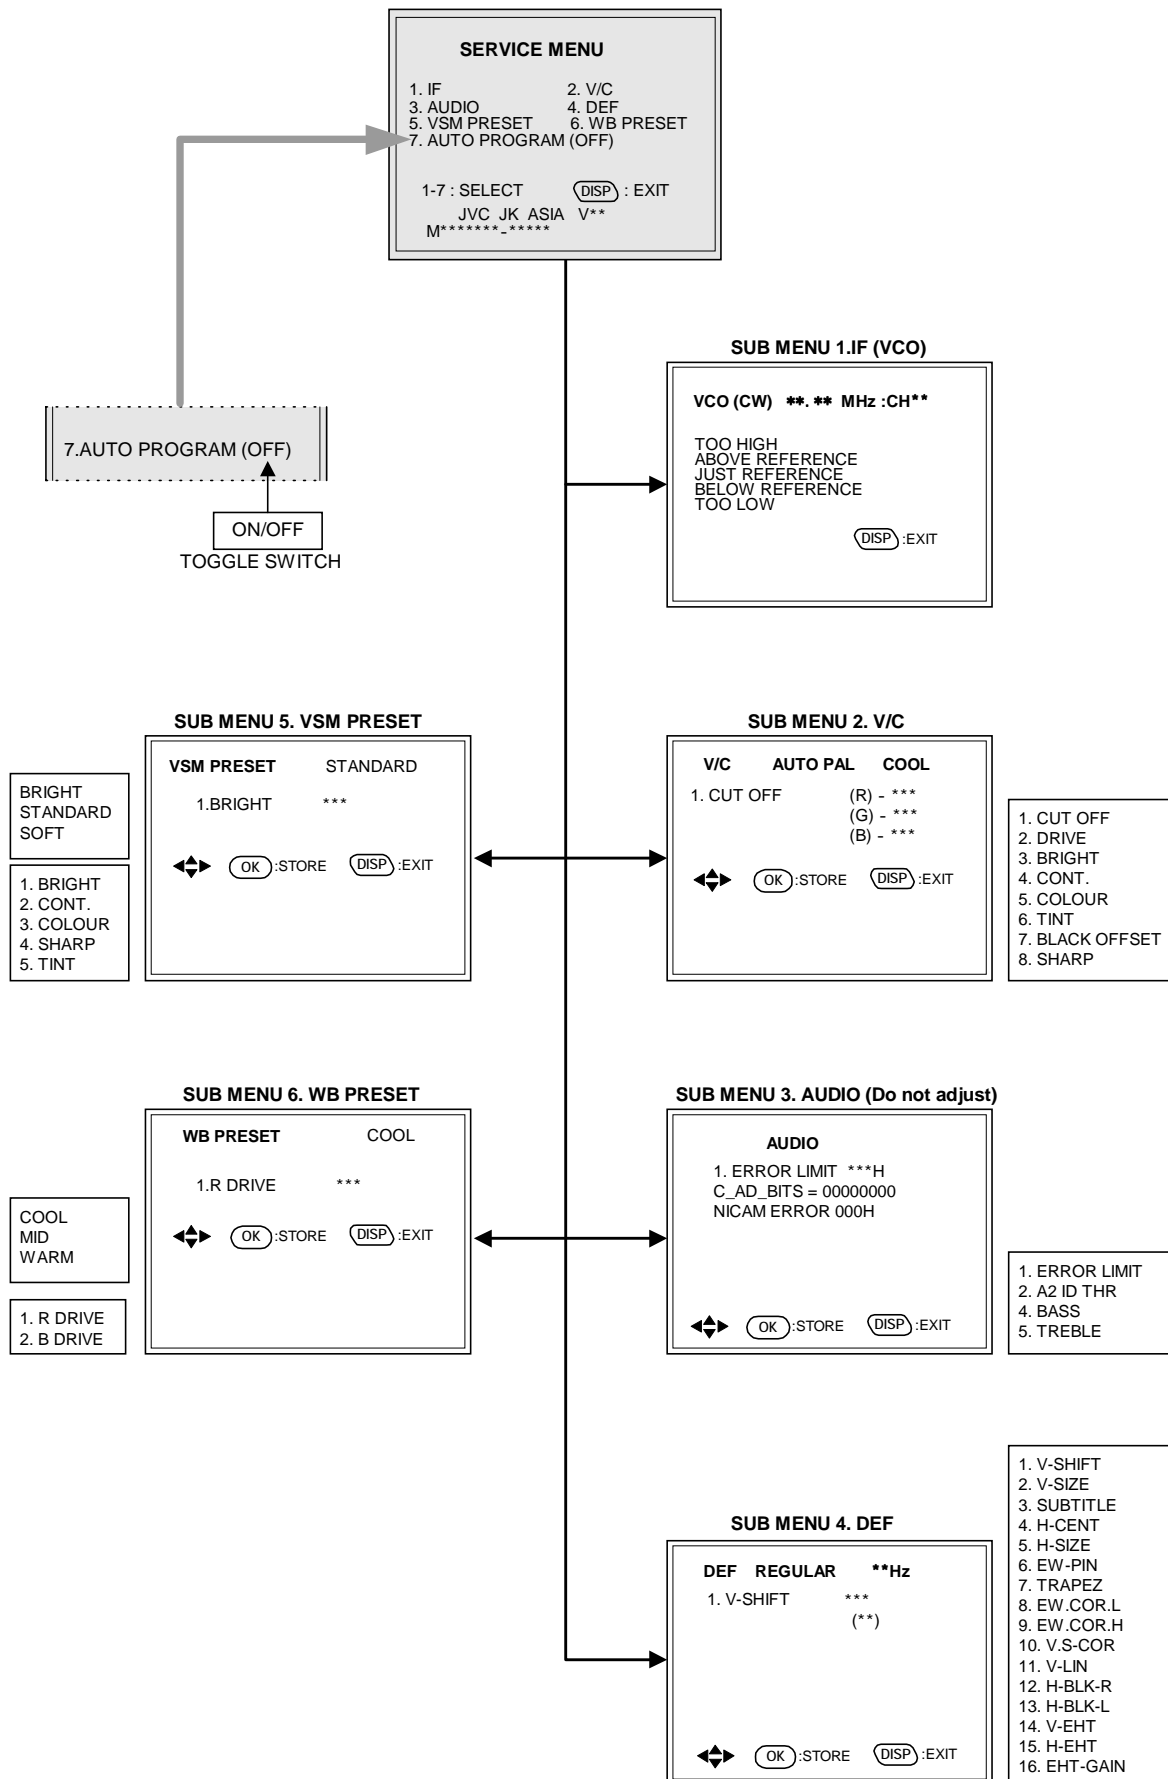 SERVICE MENU
1. IF 2. V/C
3. AUDIO 4. DEF
5. VSM PRESET 6. WB PRESET
7. AUTO PROGRAM (OFF)
1-7 : SELECT DISP : EXIT
JVC JK ASIA V**
M*******-*****
7.AUTO PROGRAM (OFF)
ON/OFF
TOGGLE SWITCH
SUB MENU 1.IF (VCO)
VCO (CW) **.** MHz :CH**
TOO HIGH
ABOVE REFERENCE
JUST REFERENCE
BELOW REFERENCE
TOO LOW
DISP :EXIT
SUB MENU 5. VSM PRESET
VSM PRESET STANDARD
1.BRIGHT ***
OK :STORE DISP :EXIT
BRIGHT
STANDARD
SOFT
1. BRIGHT
2. CONT.
3. COLOUR
4. SHARP
5. TINT
SUB MENU 2. V/C
V/C AUTO PAL COOL
1. CUT OFF (R) - ***
(G) - ***
(B) - ***
OK :STORE DISP :EXIT
1. CUT OFF
2. DRIVE
3. BRIGHT
4. CONT.
5. COLOUR
6. TINT
7. BLACK OFFSET
8. SHARP
SUB MENU 6. WB PRESET
WB PRESET COOL
1.R DRIVE ***
OK :STORE DISP :EXIT
COOL
MID
WARM
1. R DRIVE
2. B DRIVE
SUB MENU 3. AUDIO (Do not adjust)
AUDIO
1. ERROR LIMIT ***H
C_AD_BITS = 00000000
NICAM ERROR 000H
OK :STORE DISP :EXIT
1. ERROR LIMIT
2. A2 ID THR
4. BASS
5. TREBLE
SUB MENU 4. DEF
DEF REGULAR **Hz
1. V-SHIFT ***
(**)
OK :STORE DISP :EXIT
1. V-SHIFT
2. V-SIZE
3. SUBTITLE
4. H-CENT
5. H-SIZE
6. EW-PIN
7. TRAPEZ
8. EW.COR.L
9. EW.COR.H
10. V.S-COR
11. V-LIN
12. H-BLK-R
13. H-BLK-L
14. V-EHT
15. H-EHT
16. EHT-GAIN